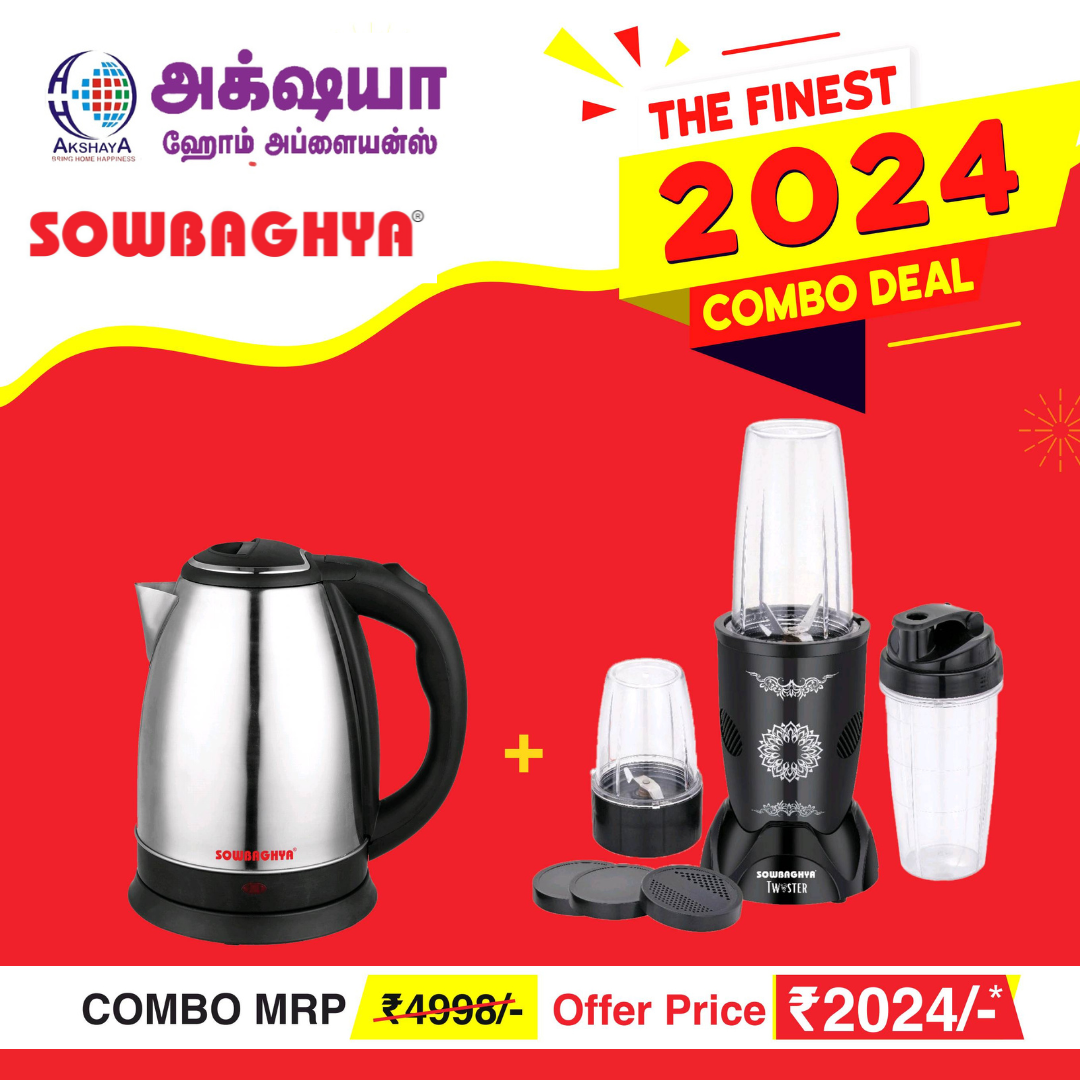 அக்ஷயா
ஹோம் அப்ளையன்ஸ்
AKSHAYA
BRING HOME HAPPINESS
SOWBAGHYA®
THE FINEST
2024
COMBO DEAL
SOWBAGHYA®
+
SOWBAGHYA®
TWISTER
COMBO MRP ₹4998/- Offer Price ₹2024/-*